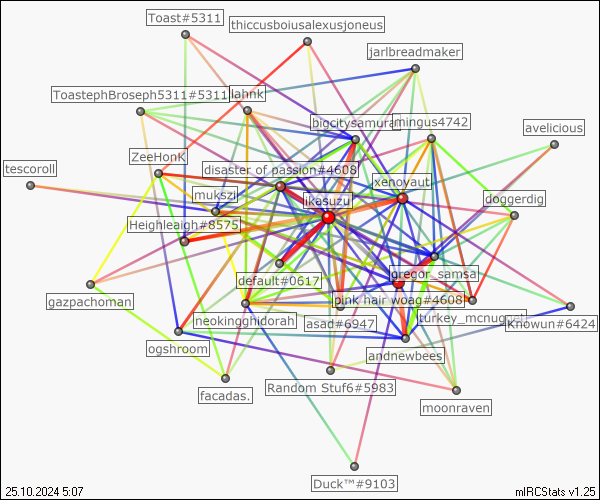 Toast#5311
thiccusboiusalexusjoneus
jarlbreadmaker
ToastephBroseph5311#5311
lahnk
bigcitysamurai
mingus4742
avelicious
ZeeHonK
tescoroll
disaster of passion#4608
xenovaut
mukszi
ikasuzu
doggerdig
Heighleaigh#8575
gregor_samsa
default#0617
gazpachoman
pink hair woag#4608
neokingghidorah
asad#6947
Knowun#6424
ogshroom
andnewbees
Random Stuf6#5983
facadas.
moonraven
Duck™#9103
25.10.2024 5:07
mIRCStats v1.25